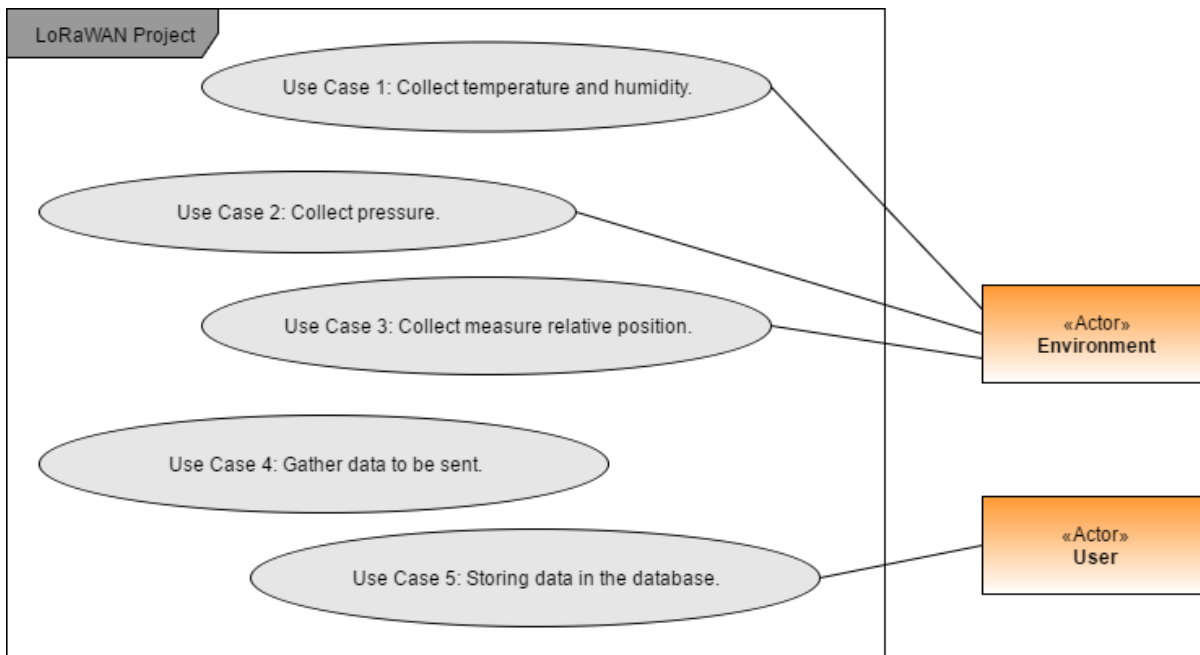 LoRaWAN Project
Use Case 1: Collect temperature and humidity.
Use Case 2: Collect pressure.
Use Case 3: Collect measure relative position.
«Actor»
Environment
Use Case 4: Gather data to be sent.
«Actor»
User
Use Case 5: Storing data in the database.